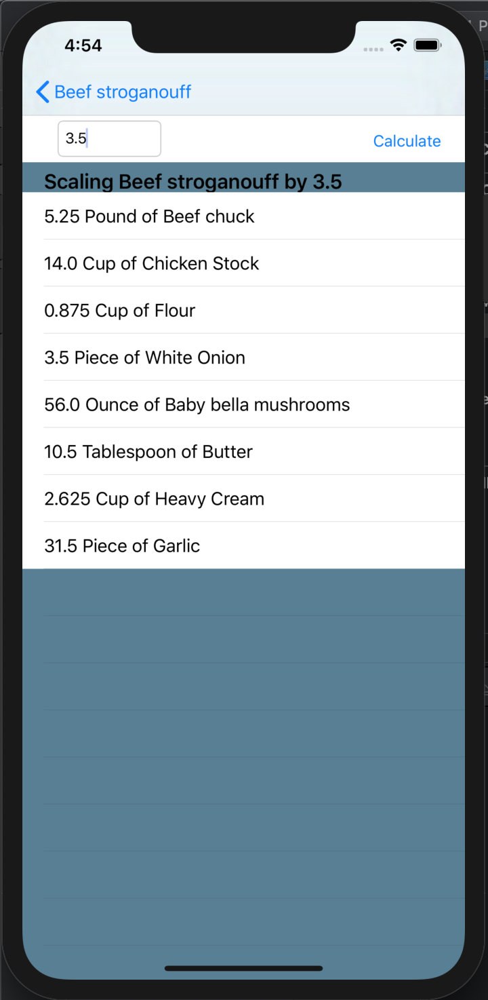 4:54
Beef stroganouff
3.5
Calculate
Scaling Beef stroganouff by 3.5
5.25 Pound of Beef chuck
14.0 Cup of Chicken Stock
0.875 Cup of Flour
3.5 Piece of White Onion
56.0 Ounce of Baby bella mushrooms
10.5 Tablespoon of Butter
2.625 Cup of Heavy Cream
31.5 Piece of Garlic